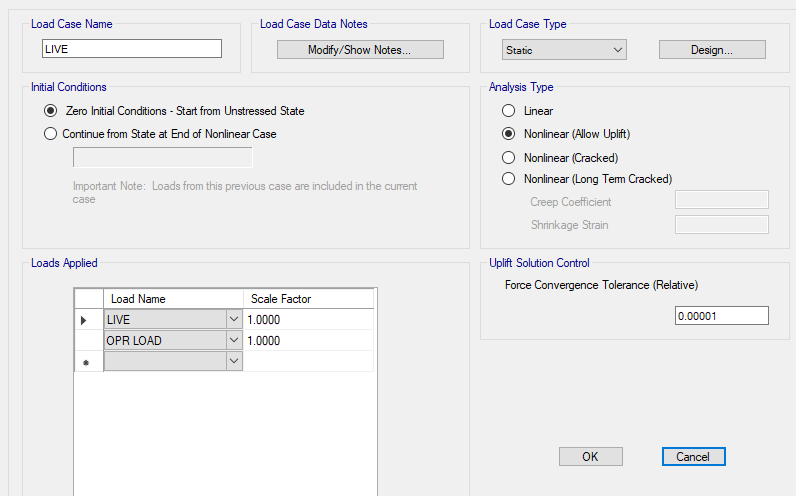 Load Case Name
LIVE
Load Case Data Notes
Modify/Show Notes...
Load Case Type
Static
Design...
Initial Conditions
Zero Initial Conditions - Start from Unstressed State
Continue from State at End of Nonlinear Case
Important Note: Loads from this previous case are included in the current
case
Analysis Type
Linear
Nonlinear (Allow Uplift)
Nonlinear (Cracked)
Nonlinear (Long Term Cracked)
Creep Coefficient
Shrinkage Strain
Loads Applied
Load Name Scale Factor
LIVE 1.0000
OPR LOAD 1.0000
Uplift Solution Control
Force Convergence Tolerance (Relative)
0.00001
OK
Cancel